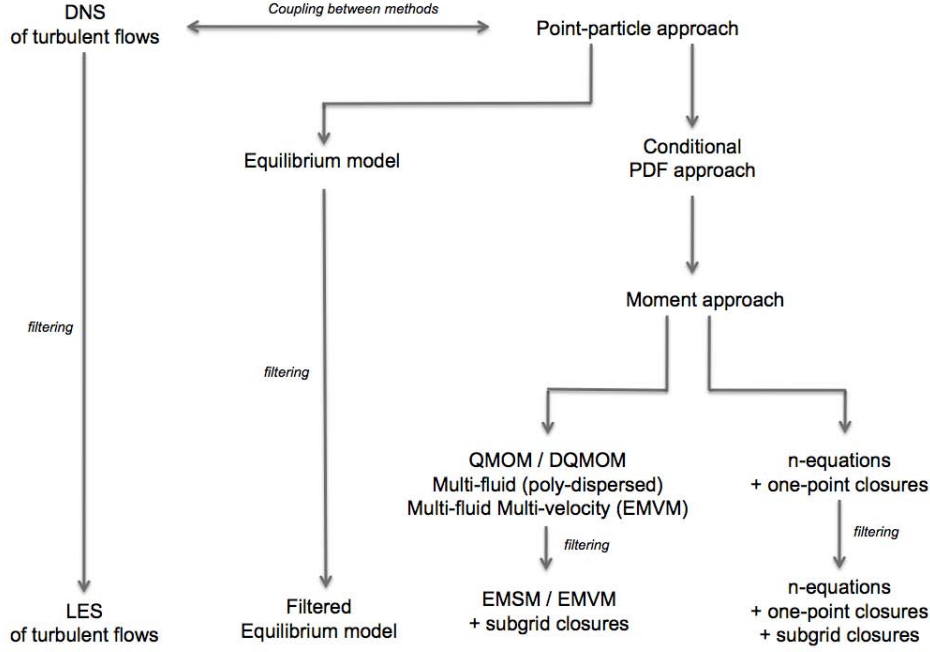 DNS
of turbulent flows
Coupling between methods
Point-particle approach
Equilibrium model
Conditional
PDF approach
Moment approach
filtering
filtering
QMOM / DQMOM
Multi-fluid (poly-dispersed)
Multi-fluid Multi-velocity (EMVM)
n-equations
+ one-point closures
filtering
filtering
LES
of turbulent flows
Filtered
Equilibrium model
EMSM / EMVM
+ subgrid closures
n-equations
+ one-point closures
+ subgrid closures